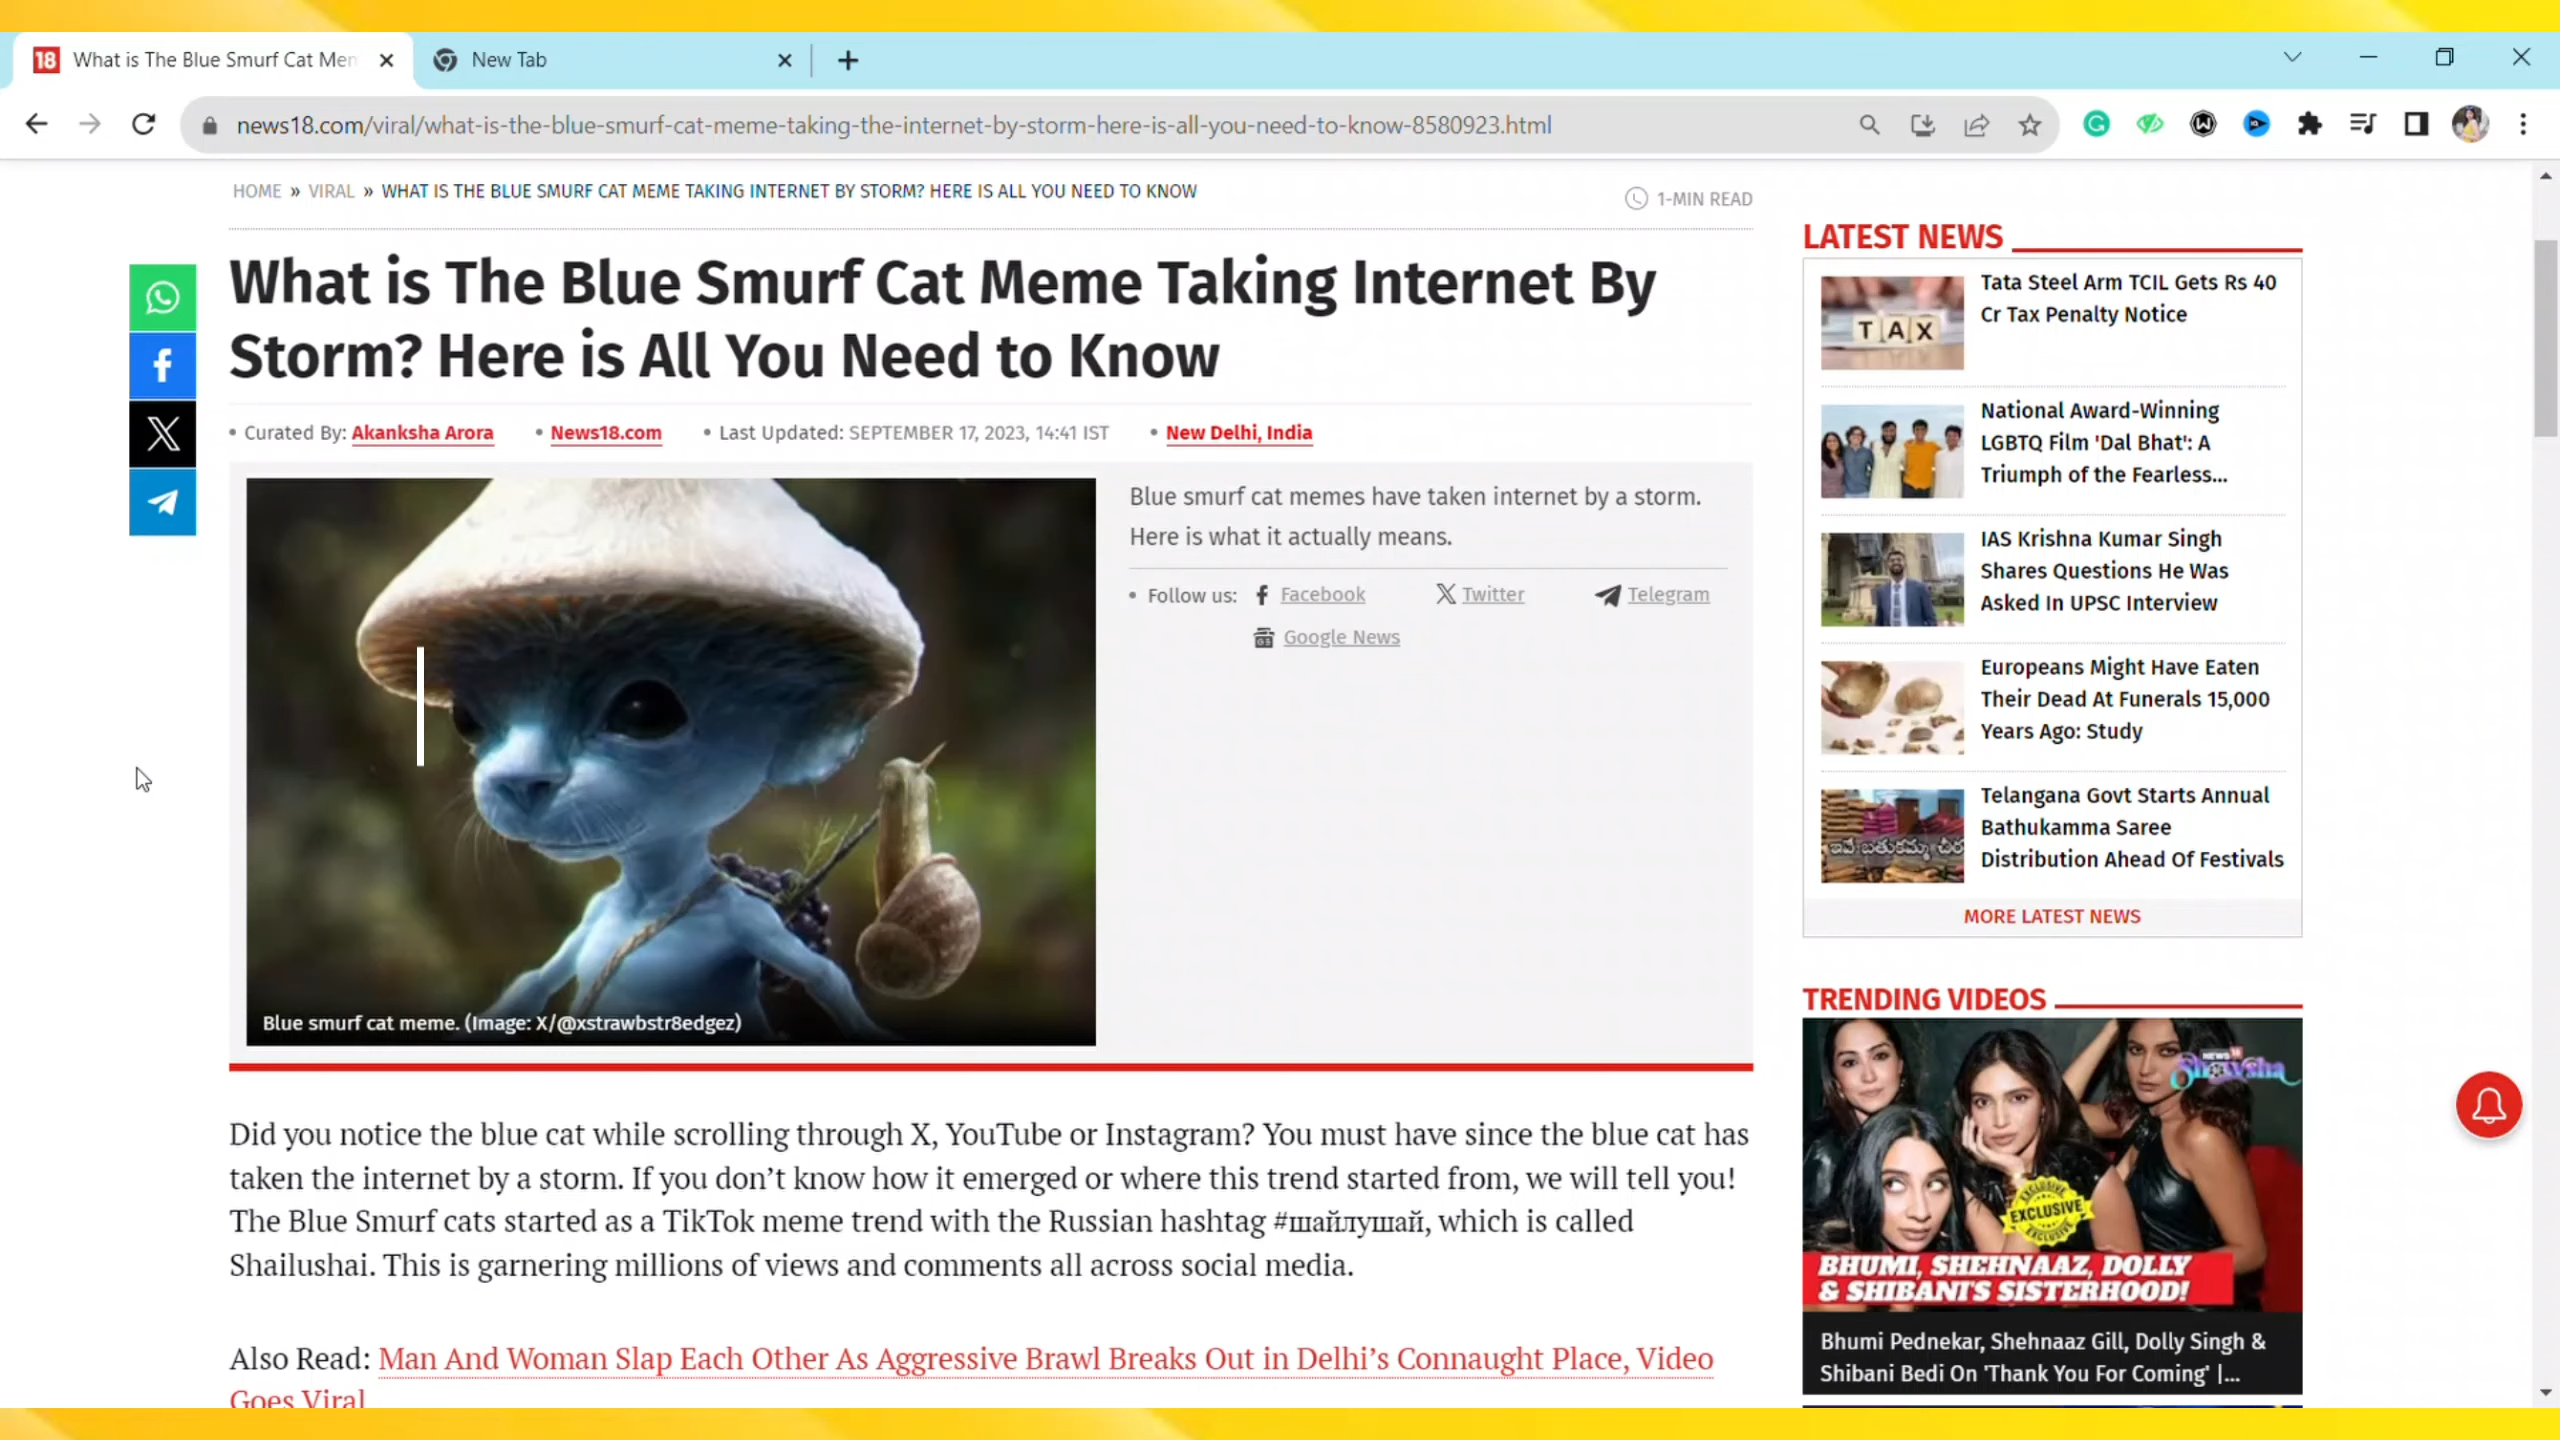 18 What is The Blue Smurf Cat Mem
New Tab
news18.com/viral/what-is-the-blue-smurf-cat-meme-taking-the-internet-by-storm-here-is-all-you-need-to-know-8580923.html
HOME » VIRAL » WHAT IS THE BLUE SMURF CAT MEME TAKING INTERNET BY STORM? HERE IS ALL YOU NEED TO KNOW
1-MIN READ
What is The Blue Smurf Cat Meme Taking Internet By
Storm? Here is All You Need to Know
• Curated By: Akanksha Arora • News18.com • Last Updated: SEPTEMBER 17, 2023, 14:41 IST • New Delhi, India
Blue smurf cat meme. (Image: X/@xstrawbstr8edgez)
Blue smurf cat memes have taken internet by a storm.
Here is what it actually means.
• Follow us: Facebook Twitter Telegram
Google News
Did you notice the blue cat while scrolling through X, YouTube or Instagram? You must have since the blue cat has
taken the internet by a storm. If you don’t know how it emerged or where this trend started from, we will tell you!
The Blue Smurf cats started as a TikTok meme trend with the Russian hashtag #шайлушай, which is called
Shailushai. This is garnering millions of views and comments all across social media.
Also Read: Man And Woman Slap Each Other As Aggressive Brawl Breaks Out in Delhi’s Connaught Place, Video
Goes Viral
LATEST NEWS
TAX
Tata Steel Arm TCIL Gets Rs 40
Cr Tax Penalty Notice
National Award-Winning
LGBTQ Film 'Dal Bhat': A
Triumph of the Fearless...
IAS Krishna Kumar Singh
Shares Questions He Was
Asked In UPSC Interview
Europeans Might Have Eaten
Their Dead At Funerals 15,000
Years Ago: Study
Telangana Govt Starts Annual
Bathukamma Saree
Distribution Ahead Of Festivals
MORE LATEST NEWS
TRENDING VIDEOS
NEWS18
Showsha
EXCLUSIVE
BHUMI, SHEHNAAZ, DOLLY
& SHIBANI'S SISTERHOOD!
Bhumi Pednekar, Shehnaaz Gill, Dolly Singh &
Shibani Bedi On 'Thank You For Coming' |...